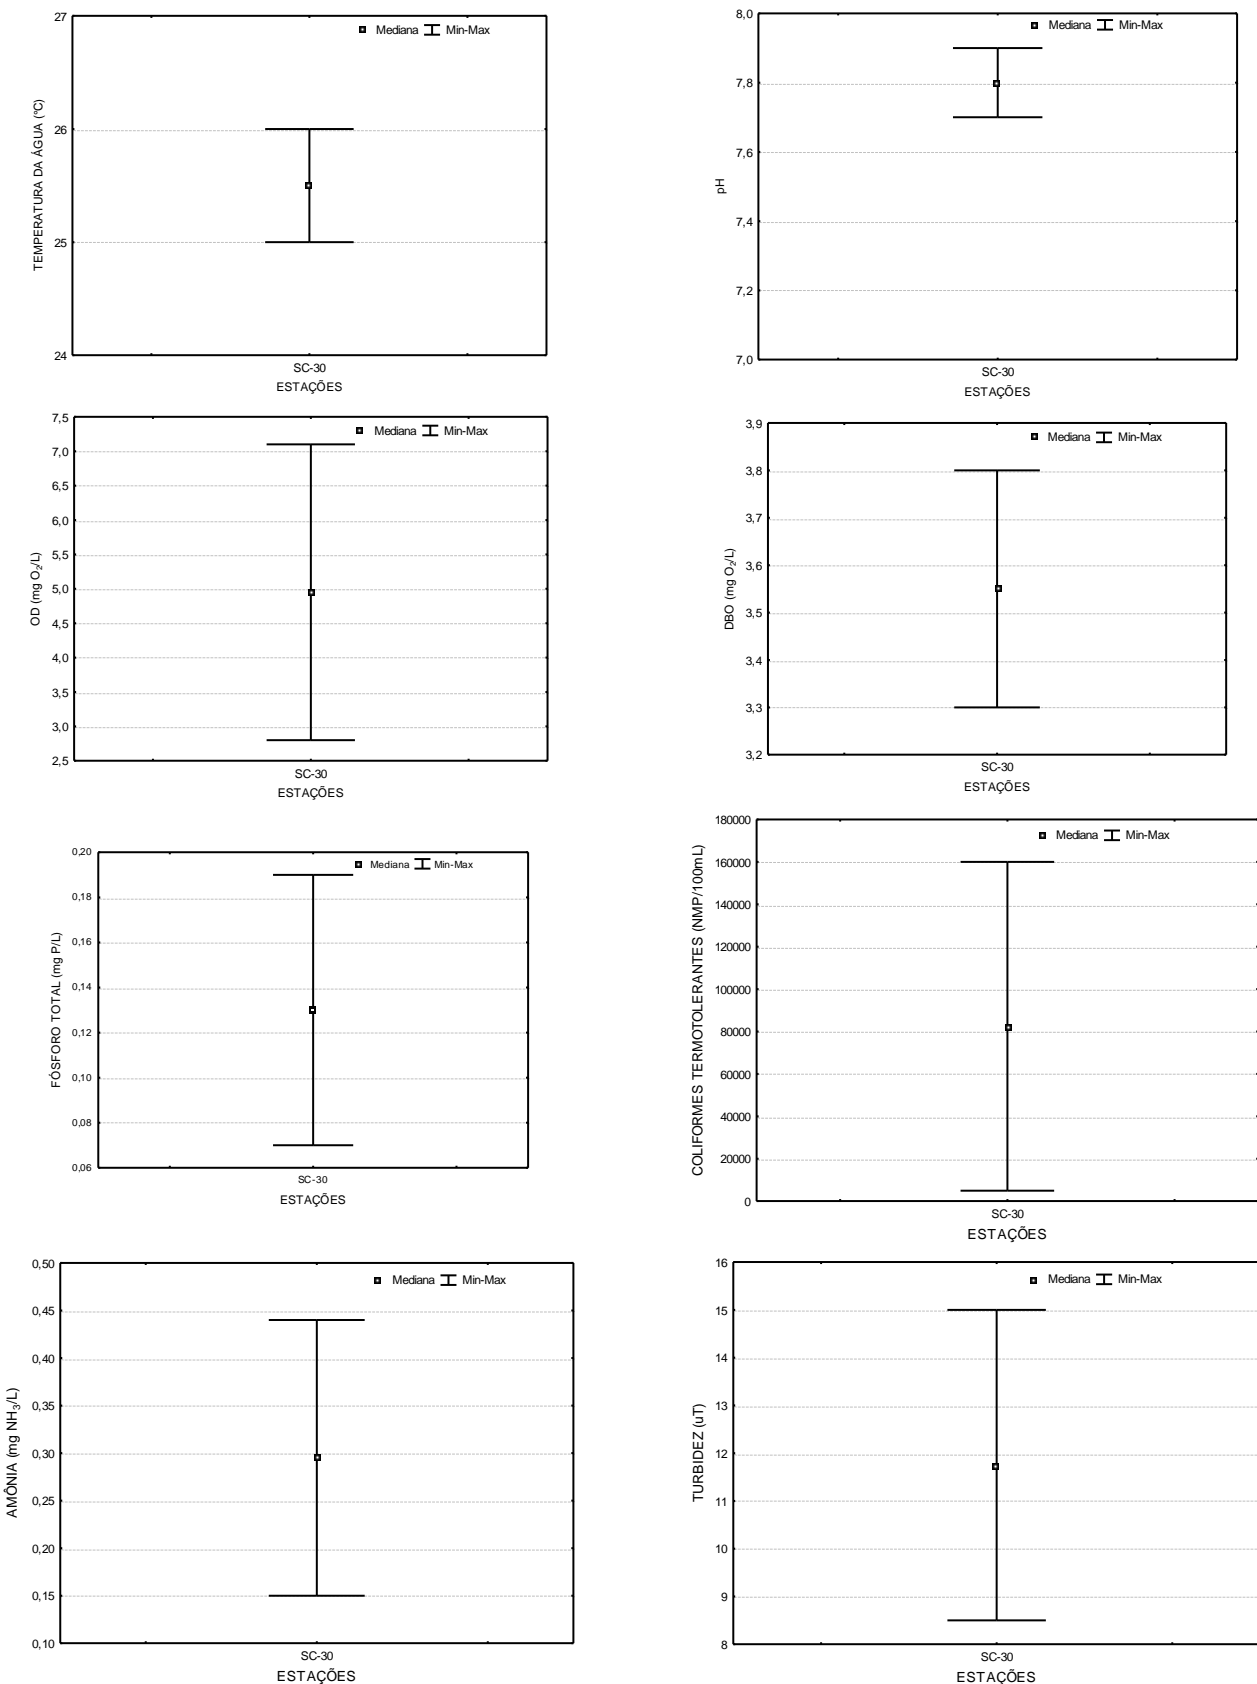 27
26
25
24
TEMPERATURA DA ÁGUA (ºC)
Mediana Min-Max
SC-30
ESTAÇÕES
8,0
7,8
7,6
7,4
7,2
7,0
pH
Mediana Min-Max
SC-30
ESTAÇÕES
7,5
7,0
6,5
6,0
5,5
5,0
4,5
4,0
3,5
3,0
2,5
OD (mg O₂/L)
Mediana Min-Max
SC-30
ESTAÇÕES
3,9
3,8
3,7
3,6
3,5
3,4
3,3
3,2
DBO (mg O₂/L)
Mediana Min-Max
SC-30
ESTAÇÕES
0,20
0,18
0,16
0,14
0,12
0,10
0,08
0,06
FÓSFORO TOTAL (mg P/L)
Mediana Min-Max
SC-30
ESTAÇÕES
180000
160000
140000
120000
100000
80000
60000
40000
20000
0
COLIFORMES TERMOTOLERANTES (NMP/100mL)
Mediana Min-Max
SC-30
ESTAÇÕES
0,50
0,45
0,40
0,35
0,30
0,25
0,20
0,15
0,10
AMÔNIA (mg NH₃/L)
Mediana Min-Max
SC-30
ESTAÇÕES
16
15
14
13
12
11
10
9
8
TURBIDEZ (uT)
Mediana Min-Max
SC-30
ESTAÇÕES